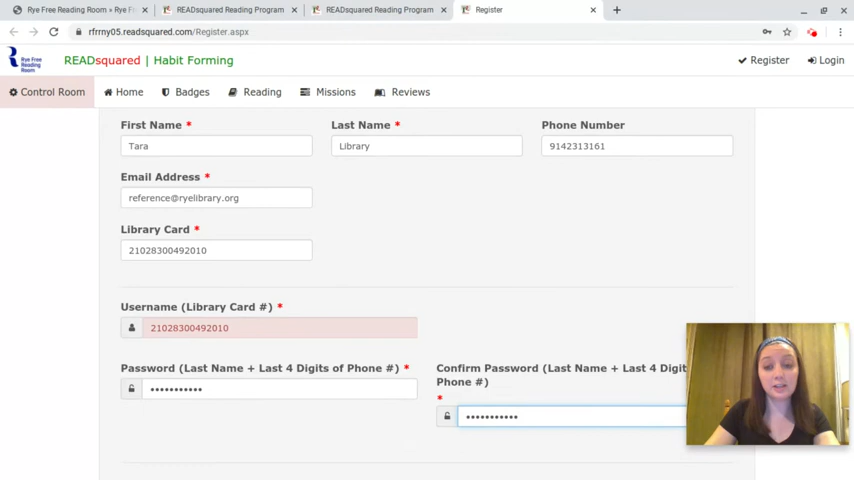 Rye Free Reading Room » Rye F
READsquared Reading Program
READsquared Reading Program
Register
rfrrny05.readsquared.com/Register.aspx
Rye Free
Reading
Room
READsquared | Habit Forming
Register
Login
Control Room
Home
Badges
Reading
Missions
Reviews
First Name *
Last Name *
Phone Number
Tara
Library
9142313161
Email Address *
reference@ryelibrary.org
Library Card *
21028300492010
Username (Library Card #) *
21028300492010
Password (Last Name + Last 4 Digits of Phone #) *
Confirm Password (Last Name + Last 4 Digit
Phone #)
*
•••••••••••
•••••••••••